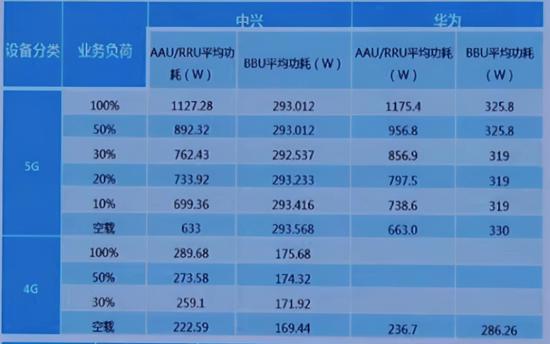 中兴 华为
设备分类 业务负荷 AAU/RRU平均功耗（W） BBU平均功耗（W） AAU/RRU平均功耗（W） BBU平均功耗（W）
5G
100% 1127.28 293.012 1175.4 325.8
50% 892.32 293.012 956.8 325.8
30% 762.43 292.537 856.9 319
20% 733.92 293.233 797.5 319
10% 699.36 293.416 738.6 319
空载 633 293.568 663.0 330
4G
100% 289.68 175.68
50% 273.58 174.32
30% 259.1 171.92
空载 222.59 169.44 236.7 286.26